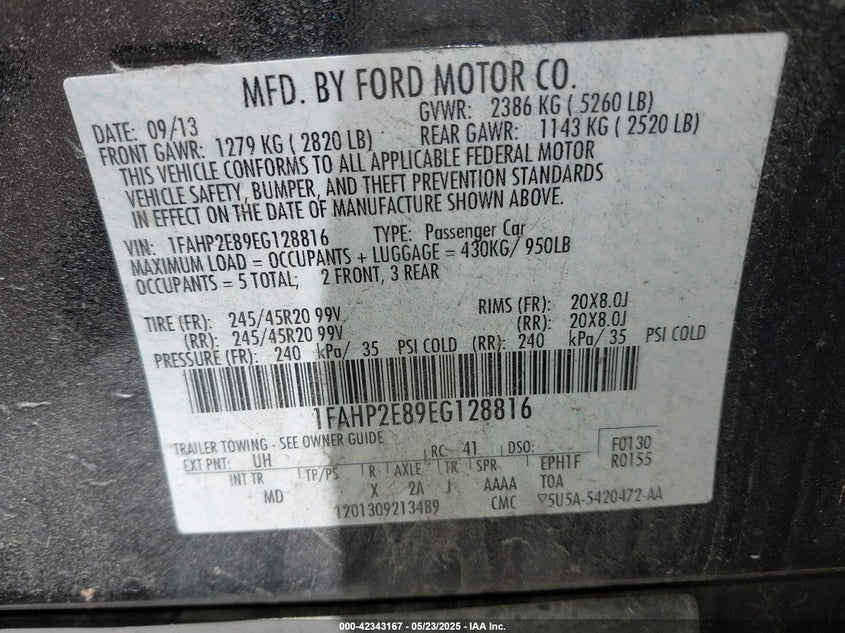 MFD. BY FORD MOTOR CO.
DATE: 09/13 GVWR: 2386 KG ( 5260 LB)
FRONT GAWR: 1279 KG ( 2820 LB) REAR GAWR: 1143 KG ( 2520 LB)
THIS VEHICLE CONFORMS TO ALL APPLICABLE FEDERAL MOTOR
VEHICLE SAFETY, BUMPER, AND THEFT PREVENTION STANDARDS
IN EFFECT ON THE DATE OF MANUFACTURE SHOWN ABOVE.
VIN: 1FAHP2E89EG128816 TYPE: Passenger Car
MAXIMUM LOAD = OCCUPANTS + LUGGAGE = 430KG/ 950LB
OCCUPANTS = 5 TOTAL; 2 FRONT, 3 REAR
TIRE (FR): 245/45R20 99V RIMS (FR): 20X8.0J
(RR): 245/45R20 99V (RR): 20X8.0J
PRESSURE (FR): 240 kPa/ 35 PSI COLD (RR): 240 kPa/ 35 PSI COLD
1FAHP2E89EG128816
TRAILER TOWING - SEE OWNER GUIDE
EXT PNT: UH RC: 41 DSO: F0130
R0155
INT TR TP/PS R AXLE TR SPR EPH1F
MD X 2A J AAAA T0A
1201309213489 CMC ▽5U5A-5420472-AA
000-42343167 — 05/23/2025 — IAA Inc.